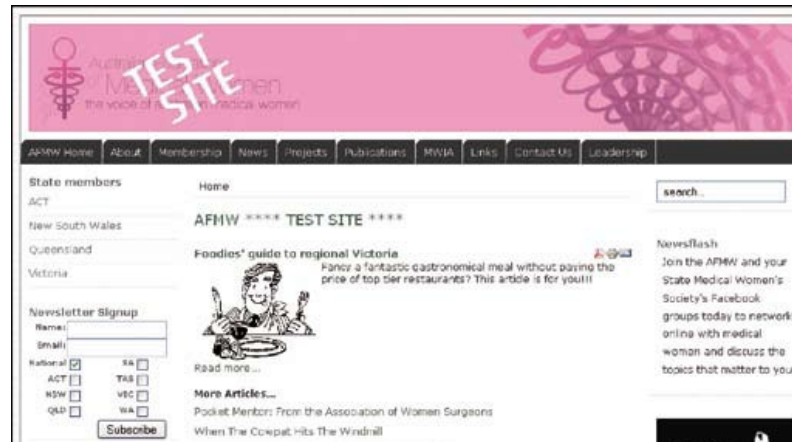 TEST SITE
the voice of
medical women
AFMW Home About Membership News Projects Publications MWIA Links Contact Us Leadership
State members
ACT
New South Wales
Queensland
Victoria
Newsletter Signup
Name:
Email:
National SA
ACT TAS
NSW VIC
QLD WA
Subscribe
Home
AFMW **** TEST SITE ****
Foodies' guide to regional Victoria
Fancy a fantastic gastronomical meal without paying the
price of top tier restaurants? This article is for you!!!
Read more...
More Articles...
Pocket Mentor: From the Association of Women Surgeons
When The Cowpat Hits The Windmill
search...
Newsflash
Join the AFMW and your
State Medical Women's
Society's Facebook
groups today to network
online with medical
women and discuss the
topics that matter to you